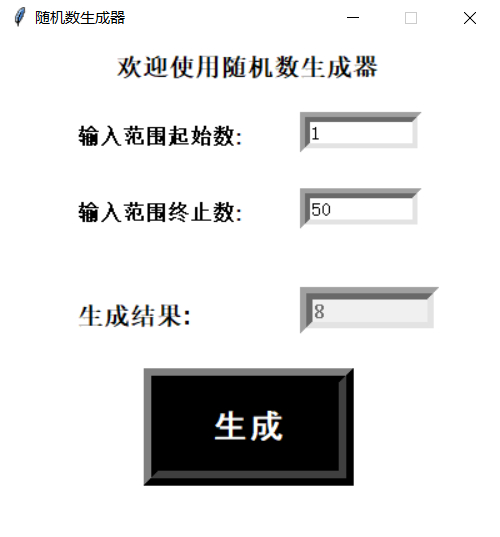 随机数生成器
欢迎使用随机数生成器
输入范围起始数: 1
输入范围终止数: 50
生成结果: 8
生成